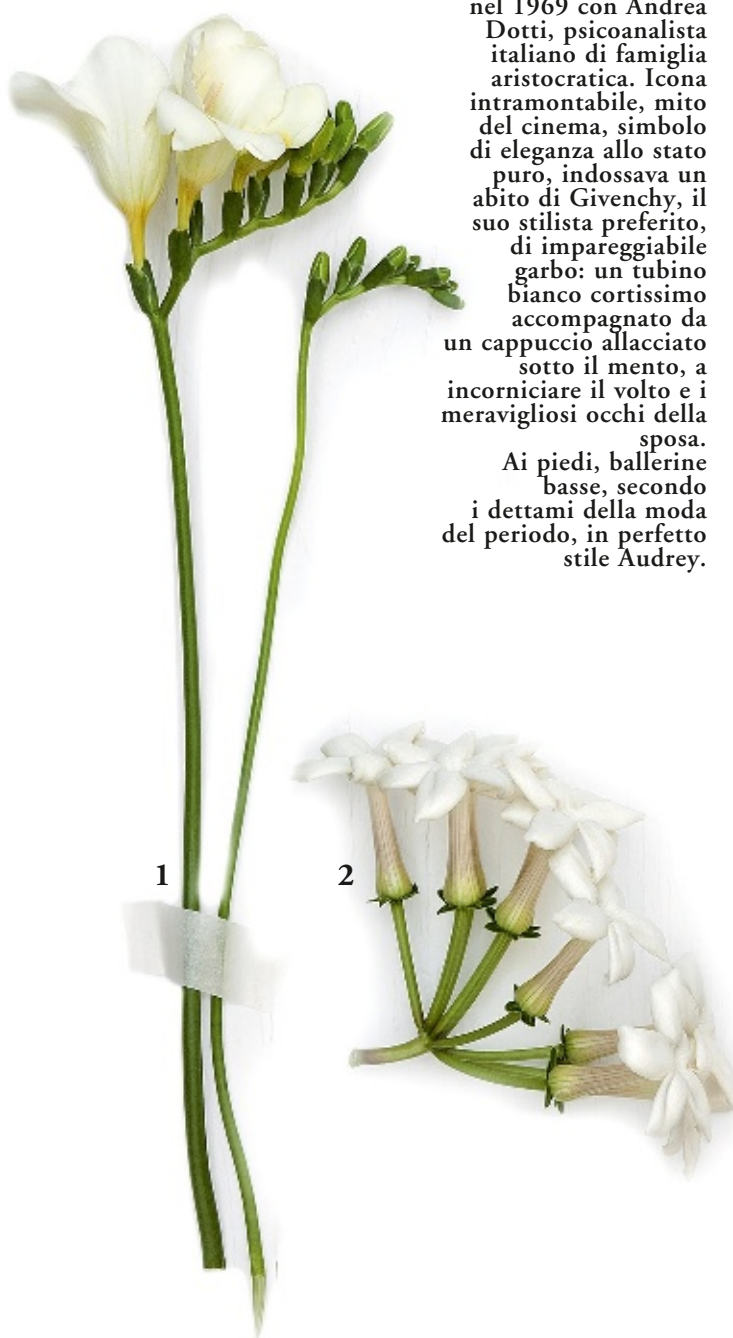 nel 1969 con Andrea
Dotti, psicoanalista
italiano di famiglia
aristocratica. Icona
intramontabile, mito
del cinema, simbolo
di eleganza allo stato
puro, indossava un
abito di Givenchy, il
suo stilista preferito,
di impareggiabile
garbo: un tubino
bianco cortissimo
accompagnato da
un cappuccio allacciato
sotto il mento, a
incorniciare il volto e i
meravigliosi occhi della
sposa.
Ai piedi, ballerine
basse, secondo
i dettami della moda
del periodo, in perfetto
stile Audrey.
1
2